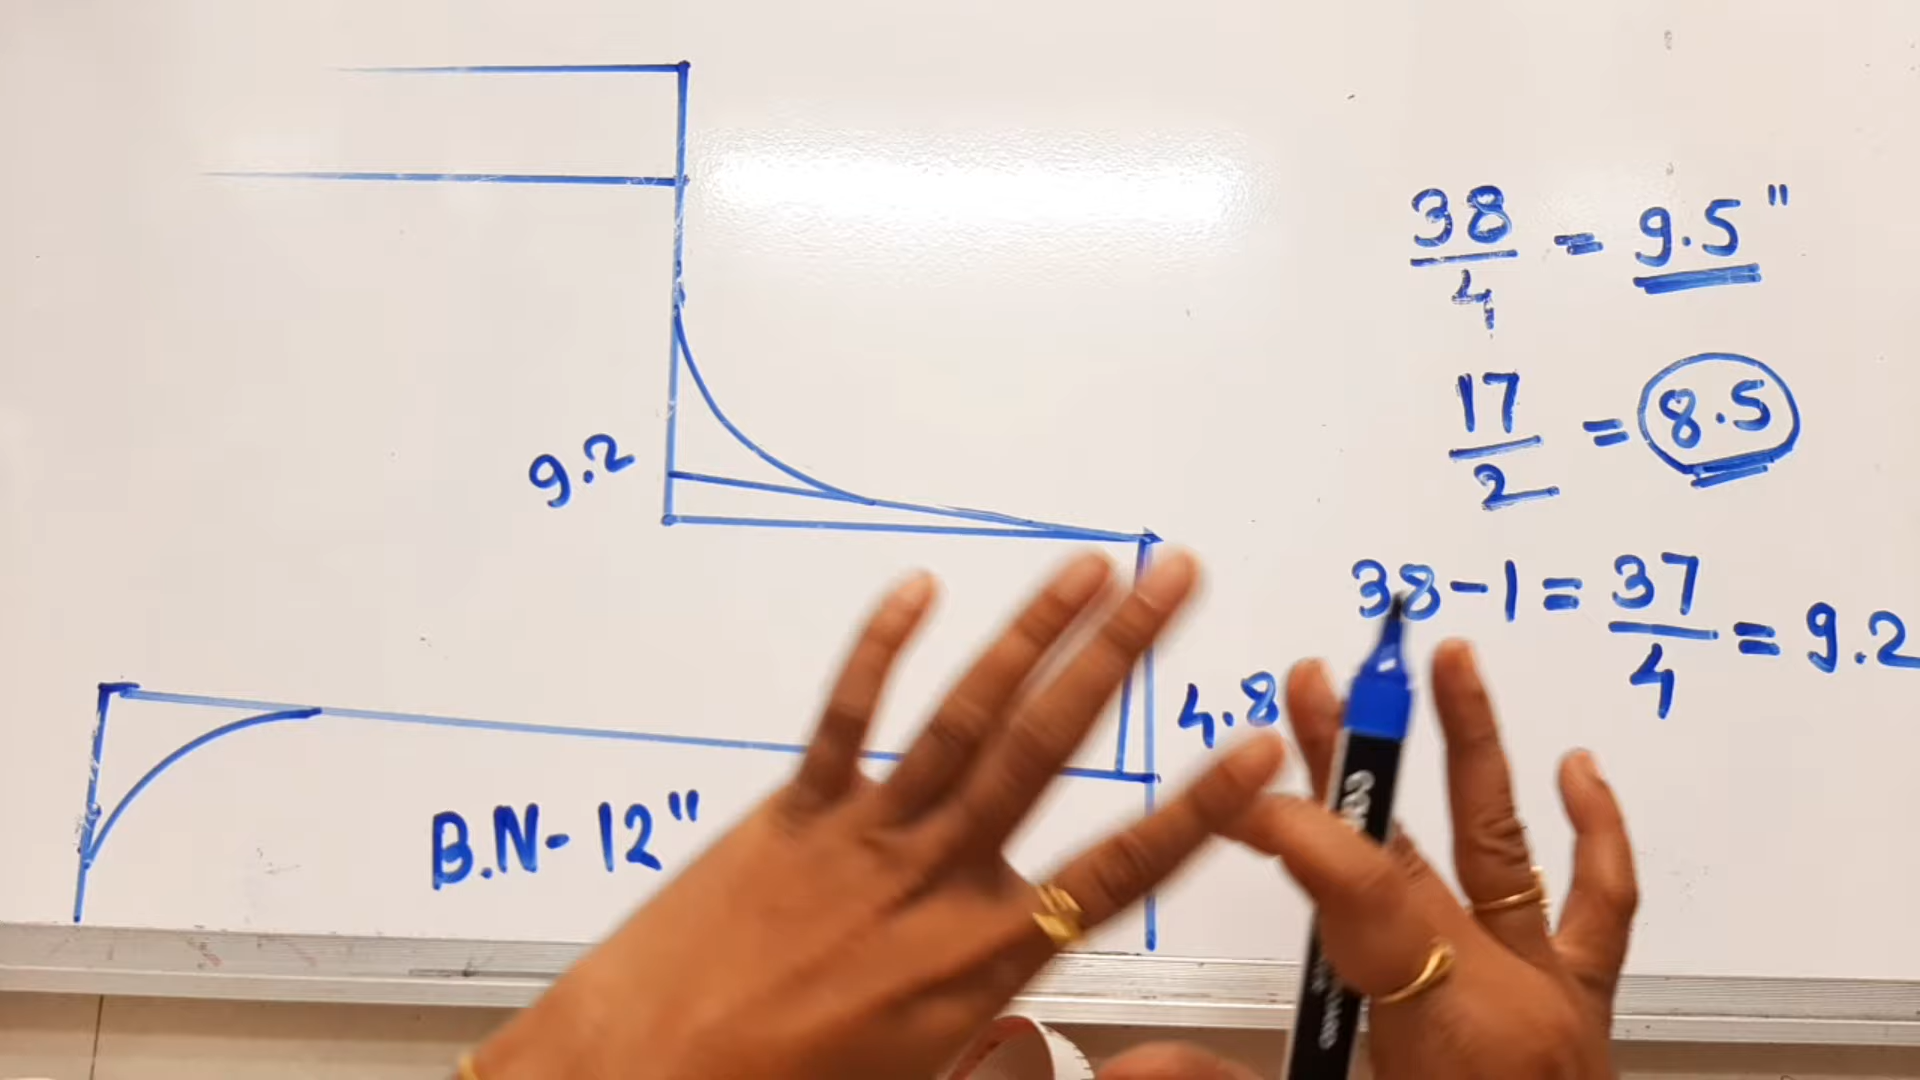 38/4 = 9.5"
17/2 = 8.5
9.2
38-1 = 37/4 = 9.2
4.8
B.N- 12"